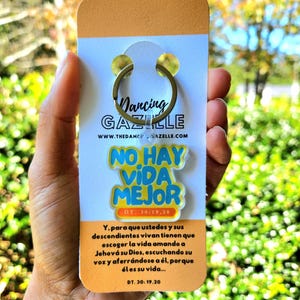 Dancing
GAZELLE
WWW.THEDANCINGGAZELLE.COM
NO HAY
VIDA
MEJOR
DT. 30:19,20
Y, para que ustedes y sus
descendientes vivan tienen que
escoger la vida amando a
Jehová su Dios, escuchando su
voz y aferrándose a él, porque
él es su vida...
DT. 30:19,20